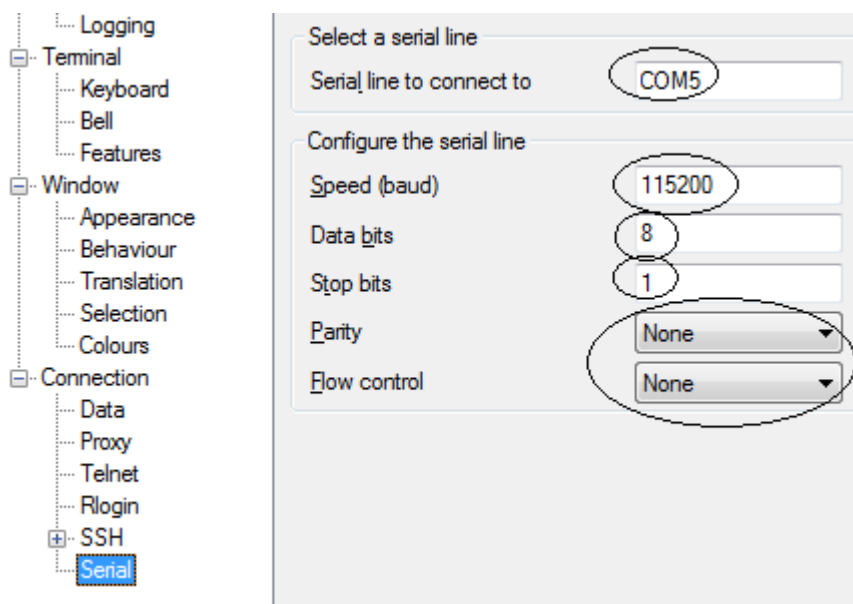 Logging
Terminal
Keyboard
Bell
Features
Window
Appearance
Behaviour
Translation
Selection
Colours
Connection
Data
Proxy
Telnet
Rlogin
SSH
Serial
Select a serial line
Serial line to connect to COM5
Configure the serial line
Speed (baud) 115200
Data bits 8
Stop bits 1
Parity None
Flow control None